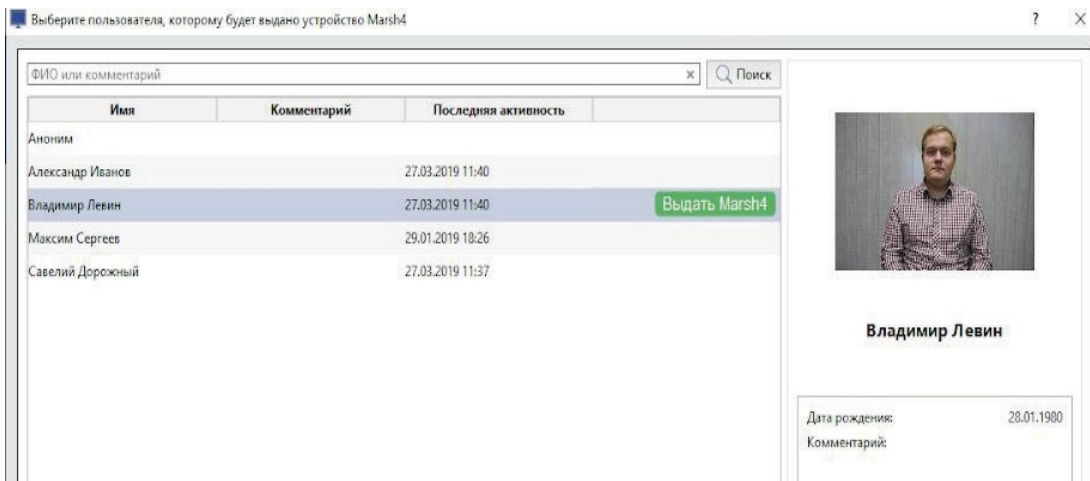 Выберите пользователя, которому будет выдано устройство Marsh4
? ×
ФИО или комментарий × Поиск
Имя Комментарий Последняя активность
Аноним
Александр Иванов 27.03.2019 11:40
Владимир Левин 27.03.2019 11:40 Выдать Marsh4
Максим Сергеев 29.01.2019 18:26
Савелий Дорожный 27.03.2019 11:37
Владимир Левин
Дата рождения: 28.01.1980
Комментарий: